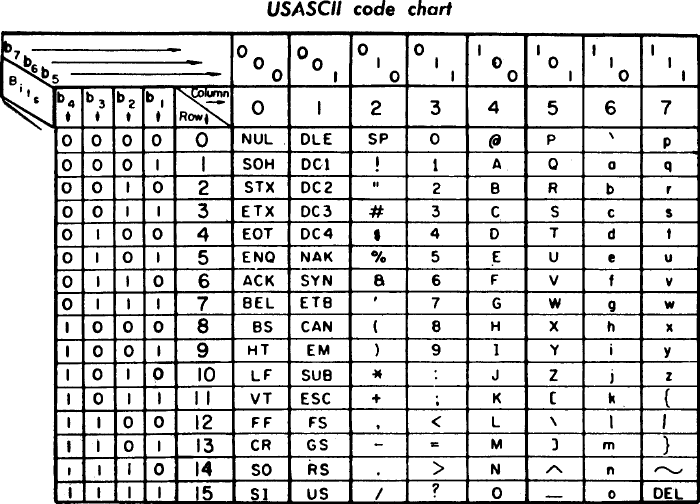 USASCII code chart
b7 b6 b5 0 0 0 0 0 1 0 1 0 0 1 1 1 0 0 1 0 1 1 1 0 1 1 1
Bits b4 b3 b2 b1 Column Row 0 1 2 3 4 5 6 7
0 0 0 0 0 NUL DLE SP 0 @ P ` p
0 0 0 1 1 SOH DC1 ! 1 A Q a q
0 0 1 0 2 STX DC2 " 2 B R b r
0 0 1 1 3 ETX DC3 # 3 C S c s
0 1 0 0 4 EOT DC4 $ 4 D T d t
0 1 0 1 5 ENQ NAK % 5 E U e u
0 1 1 0 6 ACK SYN & 6 F V f v
0 1 1 1 7 BEL ETB ' 7 G W g w
1 0 0 0 8 BS CAN ( 8 H X h x
1 0 0 1 9 HT EM ) 9 I Y i y
1 0 1 0 10 LF SUB * : J Z j z
1 0 1 1 11 VT ESC + ; K [ k {
1 1 0 0 12 FF FS , < L \ l |
1 1 0 1 13 CR GS - = M ] m }
1 1 1 0 14 SO RS . > N ^ n ~
1 1 1 1 15 SI US / ? O _ o DEL